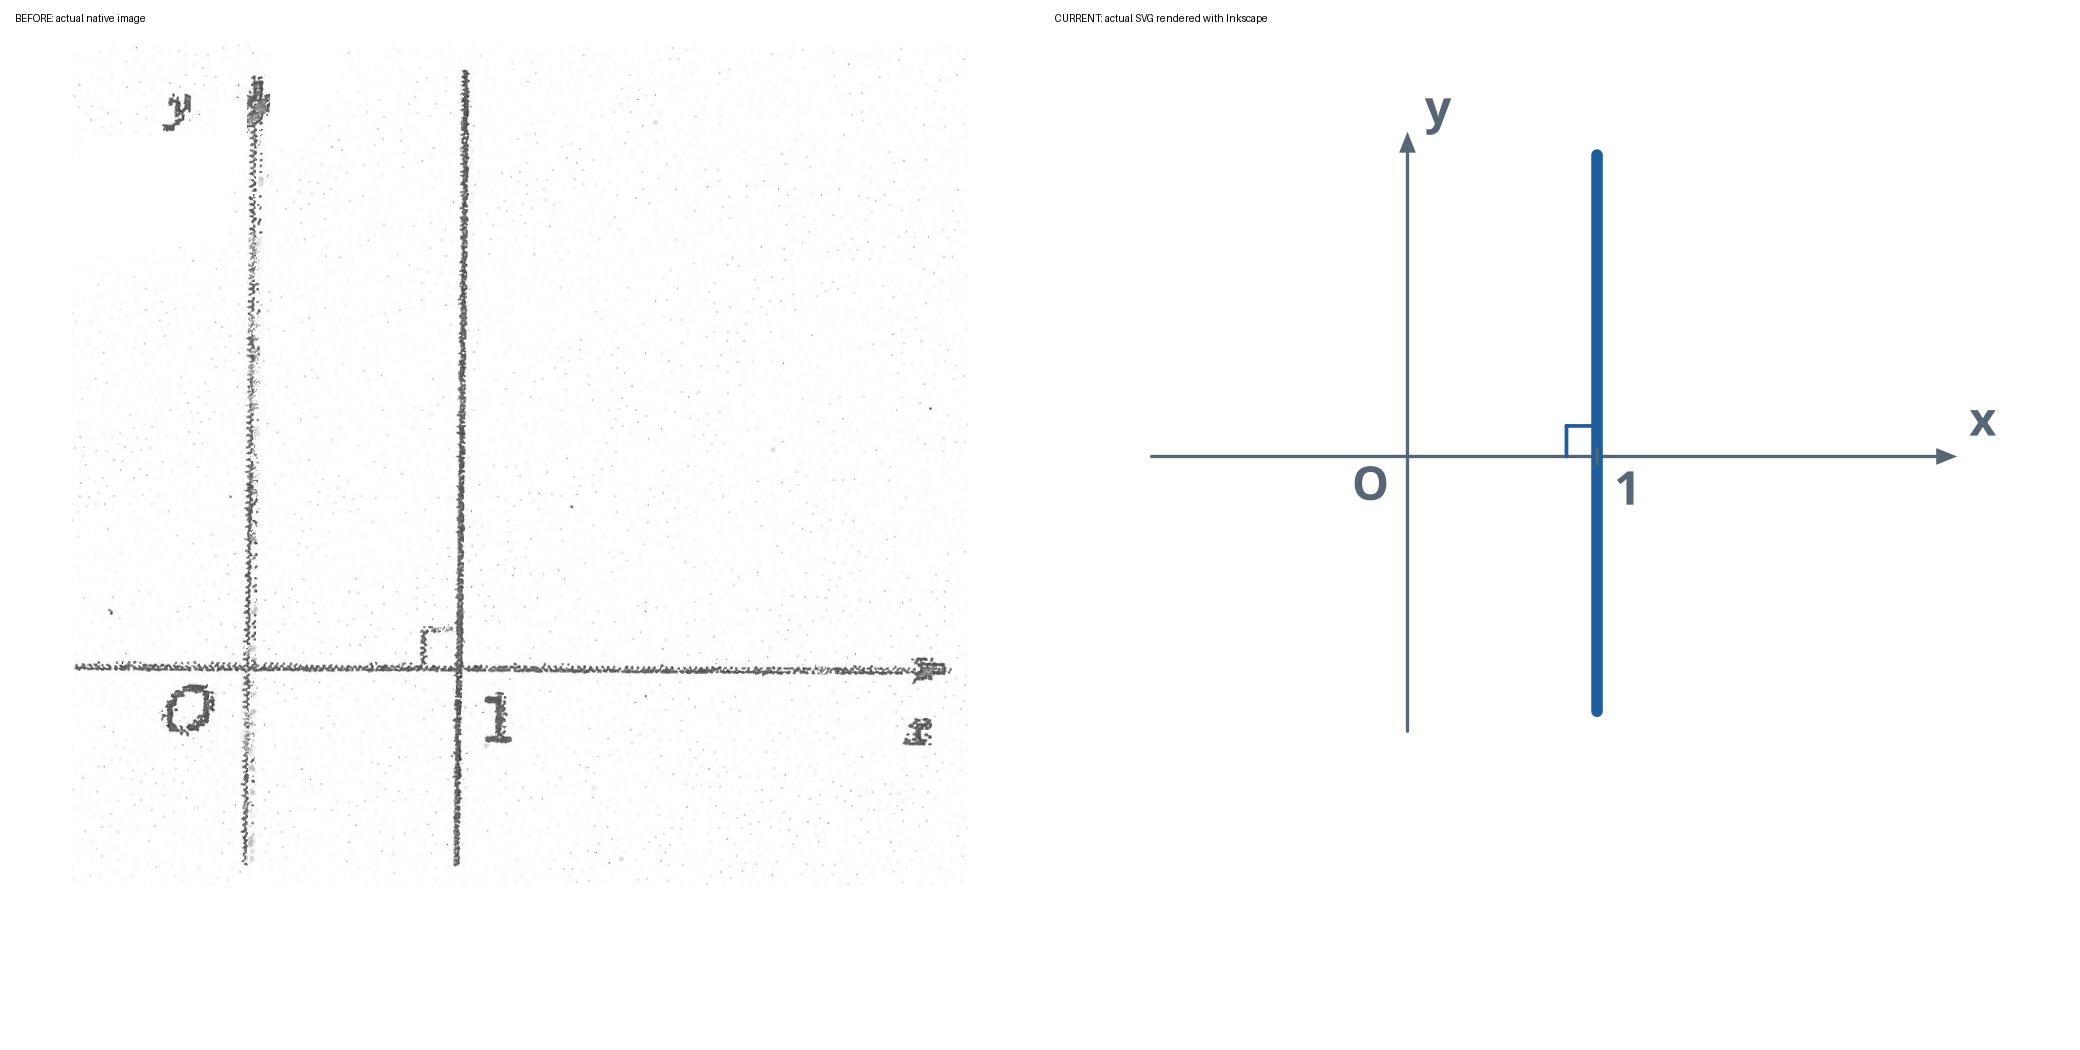 BEFORE: actual native image
CURRENT: actual SVG rendered with Inkscape
y
O
1
x
y
x
O
1